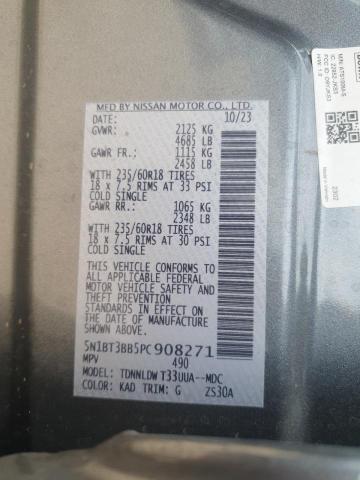 MFD BY NISSAN MOTOR CO., LTD.
DATE: 10/23
GVWR: 2125 KG
4685 LB
GAWR FR.: 1115 KG
2458 LB
WITH 235/60R18 TIRES
18 x 7.5 RIMS AT 33 PSI
COLD SINGLE
GAWR RR.: 1065 KG
2348 LB
WITH 235/60R18 TIRES
18 x 7.5 RIMS AT 30 PSI
COLD SINGLE
THIS VEHICLE CONFORMS TO
ALL APPLICABLE FEDERAL
MOTOR VEHICLE SAFETY
STANDARDS IN EFFECT ON THE
DATE OF MANUFACTURE SHOWN
ABOVE.
5N1BT3BB5PC908271
MPV 490
MODEL: TDNNLDW T33UUA--MDC
COLOR: KAD TRIM: G ZS30A
2302